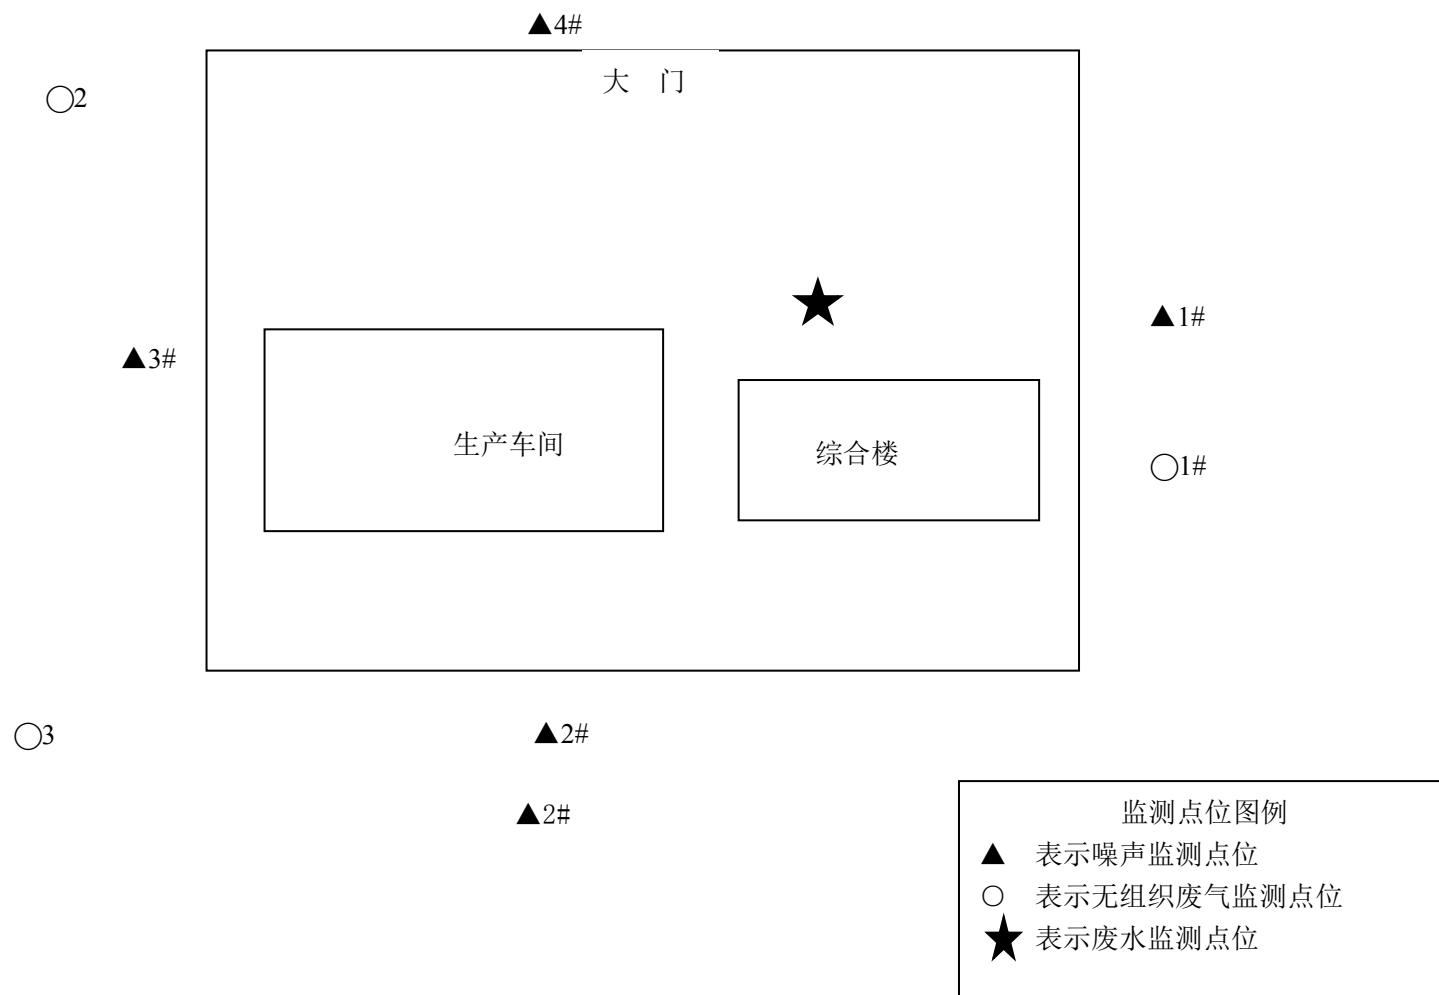 ▲4#
大 门
○2
▲1#
▲3#
生产车间
综合楼
○1#
○3
▲2#
▲2#
监测点位图例
▲ 表示噪声监测点位
○ 表示无组织废气监测点位
★ 表示废水监测点位